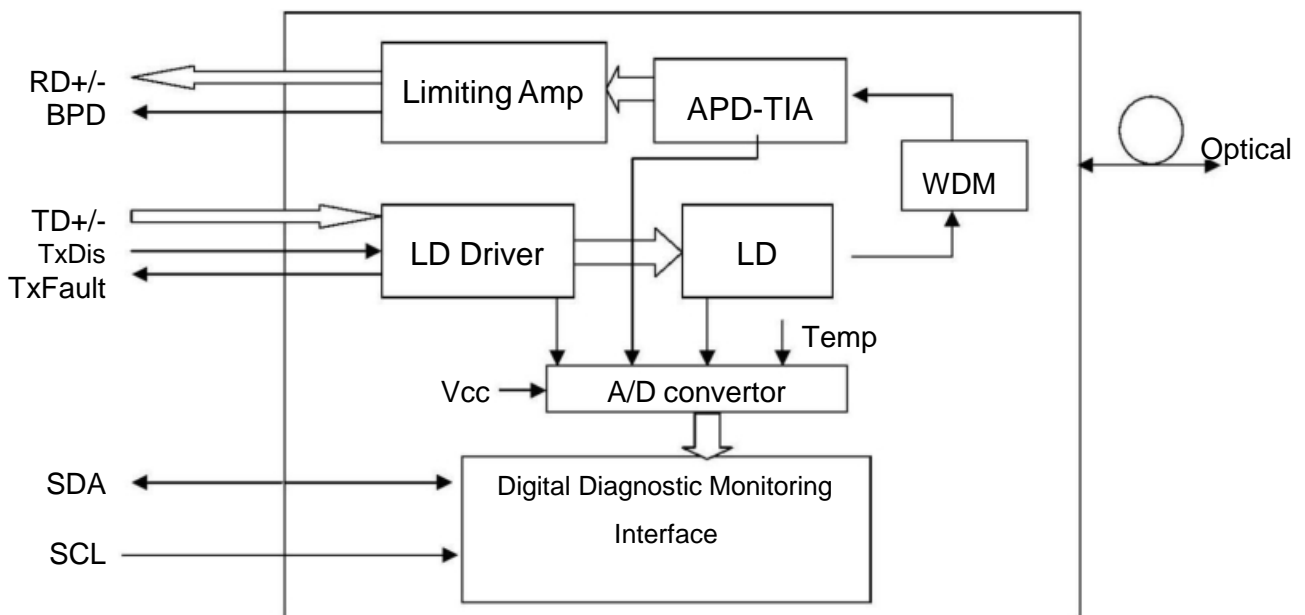 RD+/-
BPD
Limiting Amp
APD-TIA
WDM
Optical
TD+/-
TxDis
TxFault
LD Driver
LD
Temp
Vcc
A/D convertor
SDA
SCL
Digital Diagnostic Monitoring
Interface